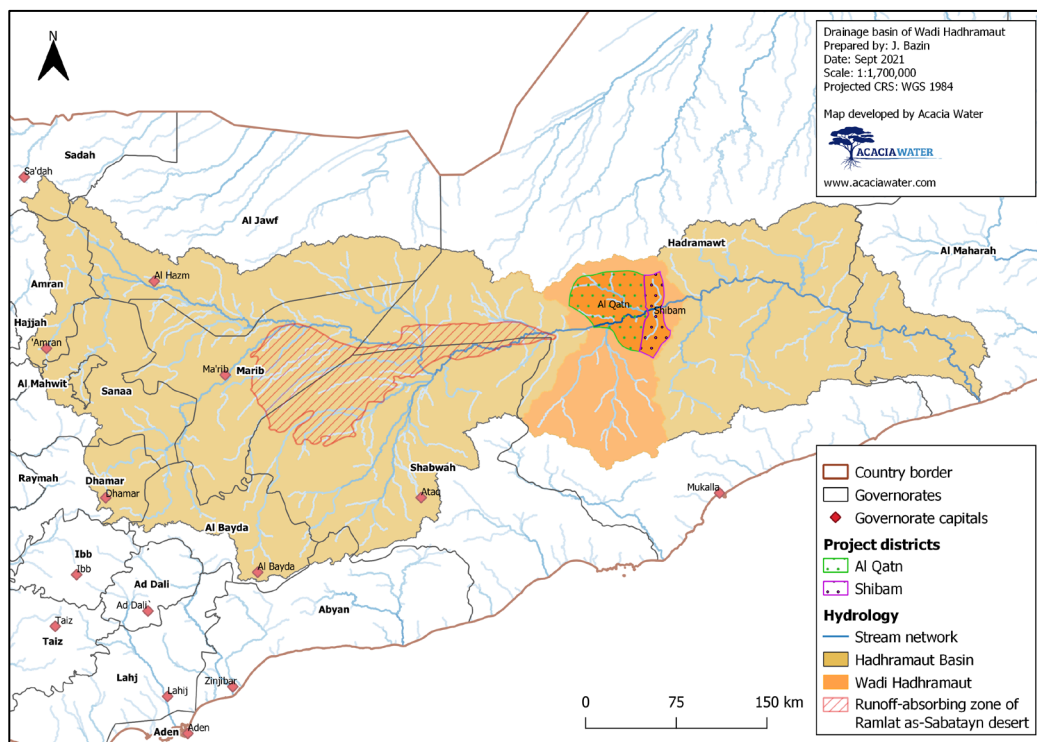 N
Drainage basin of Wadi Hadhramaut
Prepared by: J. Bazin
Date: Sept 2021
Scale: 1:1,700,000
Projected CRS: WGS 1984
Map developed by Acacia Water
ACACIAWATER
www.acaciawater.com
Sadah
Sa'dah
Al Jawf
Hadramawt
Al Maharah
Al Hazm
Amran
Al Qatn
Shibam
Hajjah
'Amran
Ma'rib
Marib
Al Mahwit
Sanaa
Shabwah
Raymah
Dhamar
Dhamar
Ataq
Mukalla
Al Bayda
Ibb
Ibb
Al Bayda
Ad Dali
Ad Dali`
Abyan
Taiz
Taiz
Lahj
Lahij
Zinjibar
Aden
Aden
0 75 150 km
Country border
Governorates
Governorate capitals
Project districts
Al Qatn
Shibam
Hydrology
Stream network
Hadhramaut Basin
Wadi Hadhramaut
Runoff-absorbing zone of
Ramlat as-Sabatayn desert